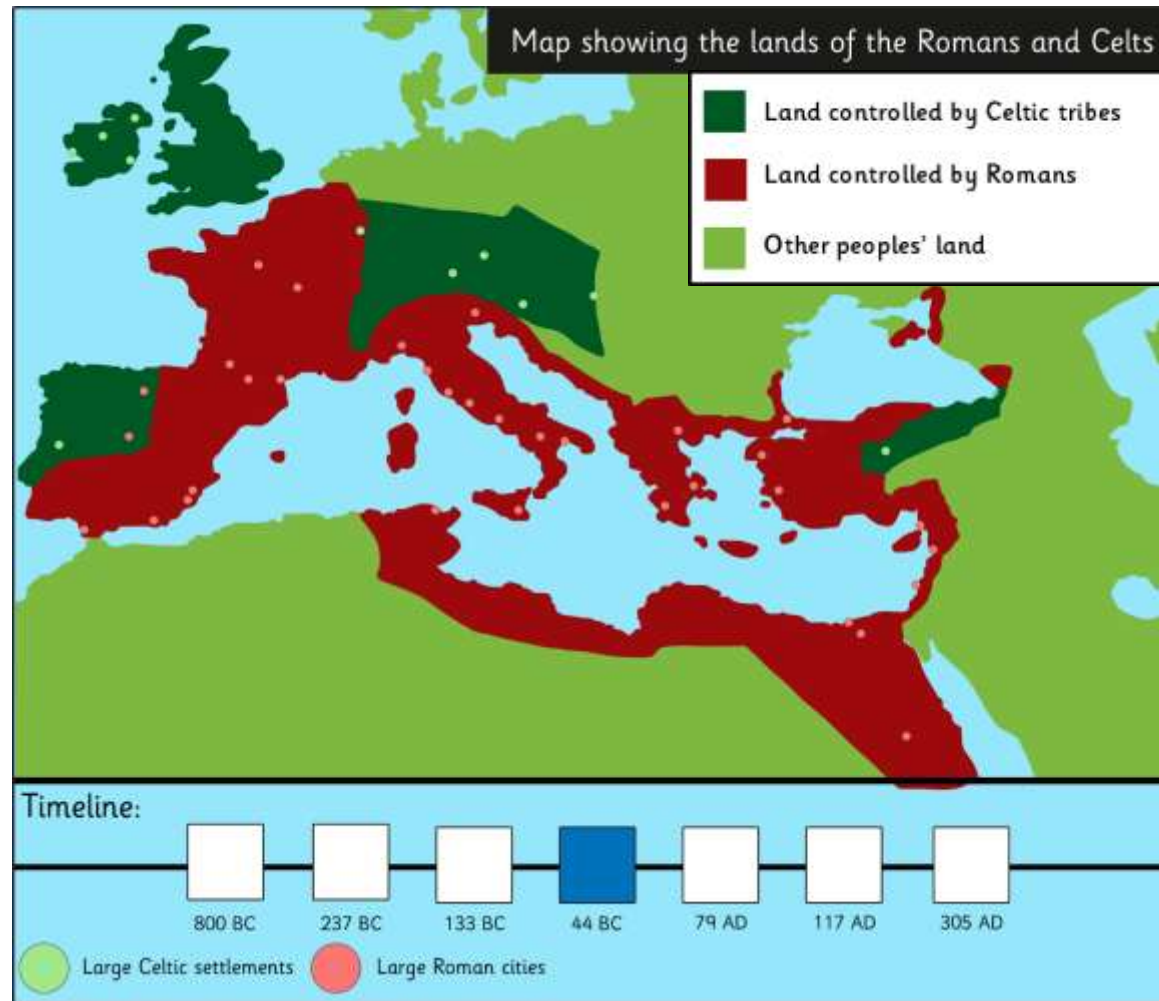 Map showing the lands of the Romans and Celts
Land controlled by Celtic tribes
Land controlled by Romans
Other peoples' land
Timeline:
800 BC
237 BC
133 BC
44 BC
79 AD
117 AD
305 AD
Large Celtic settlements
Large Roman cities